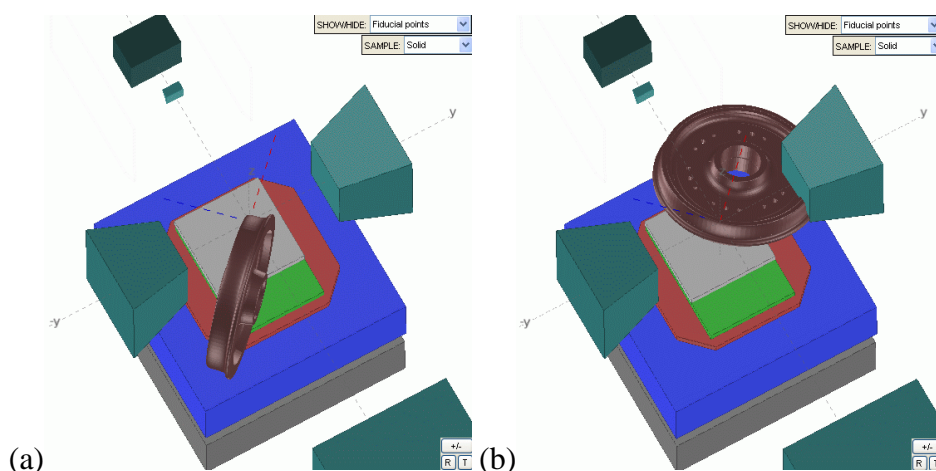 SHOW/HIDE: Fiducial points
SAMPLE: Solid
y
-y
+/-
R T
(a)
SHOW/HIDE: Fiducial points
SAMPLE: Solid
y
-y
+/-
R T
(b)